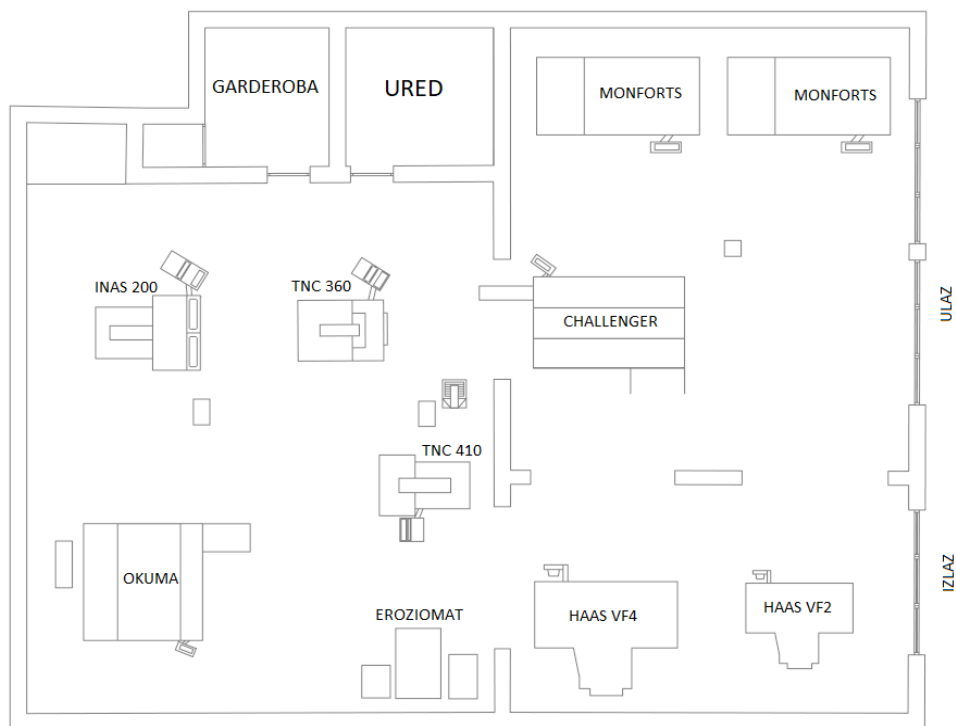 GARDEROBA
URED
MONFORTS
MONFORTS
INAS 200
TNC 360
CHALLENGER
ULAZ
TNC 410
OKUMA
EROZIOMAT
HAAS VF4
HAAS VF2
IZLAZ